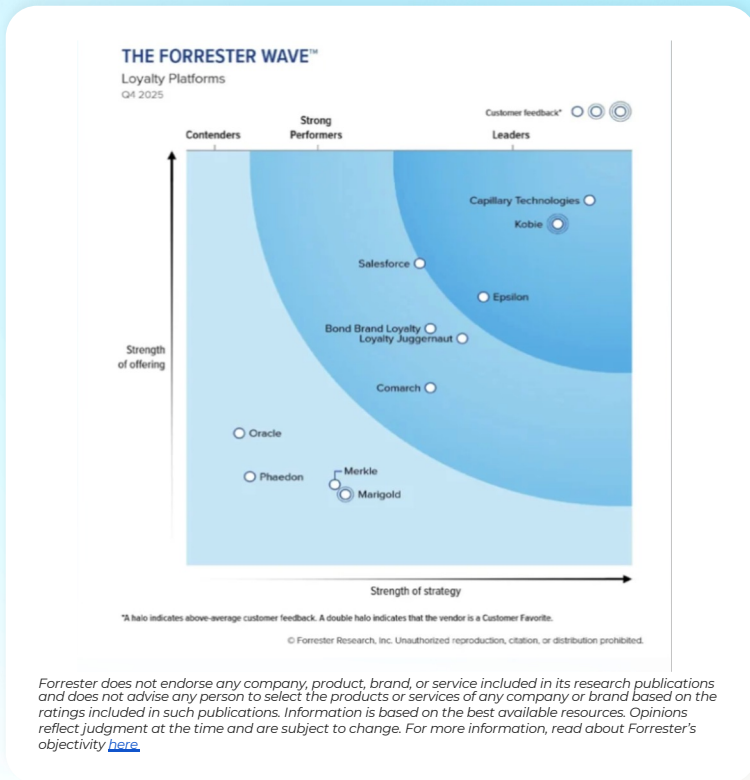 THE FORRESTER WAVE™
Loyalty Platforms
Q4 2025
Customer feedback*
Contenders
Strong
Performers
Leaders
Capillary Technologies
Kobie
Salesforce
Epsilon
Bond Brand Loyalty
Loyalty Juggernaut
Strength
of offering
Comarch
Oracle
Merkle
Phaedon
Marigold
Strength of strategy
*A halo indicates above-average customer feedback. A double halo indicates that the vendor is a Customer Favorite.
© Forrester Research, Inc. Unauthorized reproduction, citation, or distribution prohibited.
Forrester does not endorse any company, product, brand, or service included in its research publications
and does not advise any person to select the products or services of any company or brand based on the
ratings included in such publications. Information is based on the best available resources. Opinions
reflect judgment at the time and are subject to change. For more information, read about Forrester’s
objectivity here